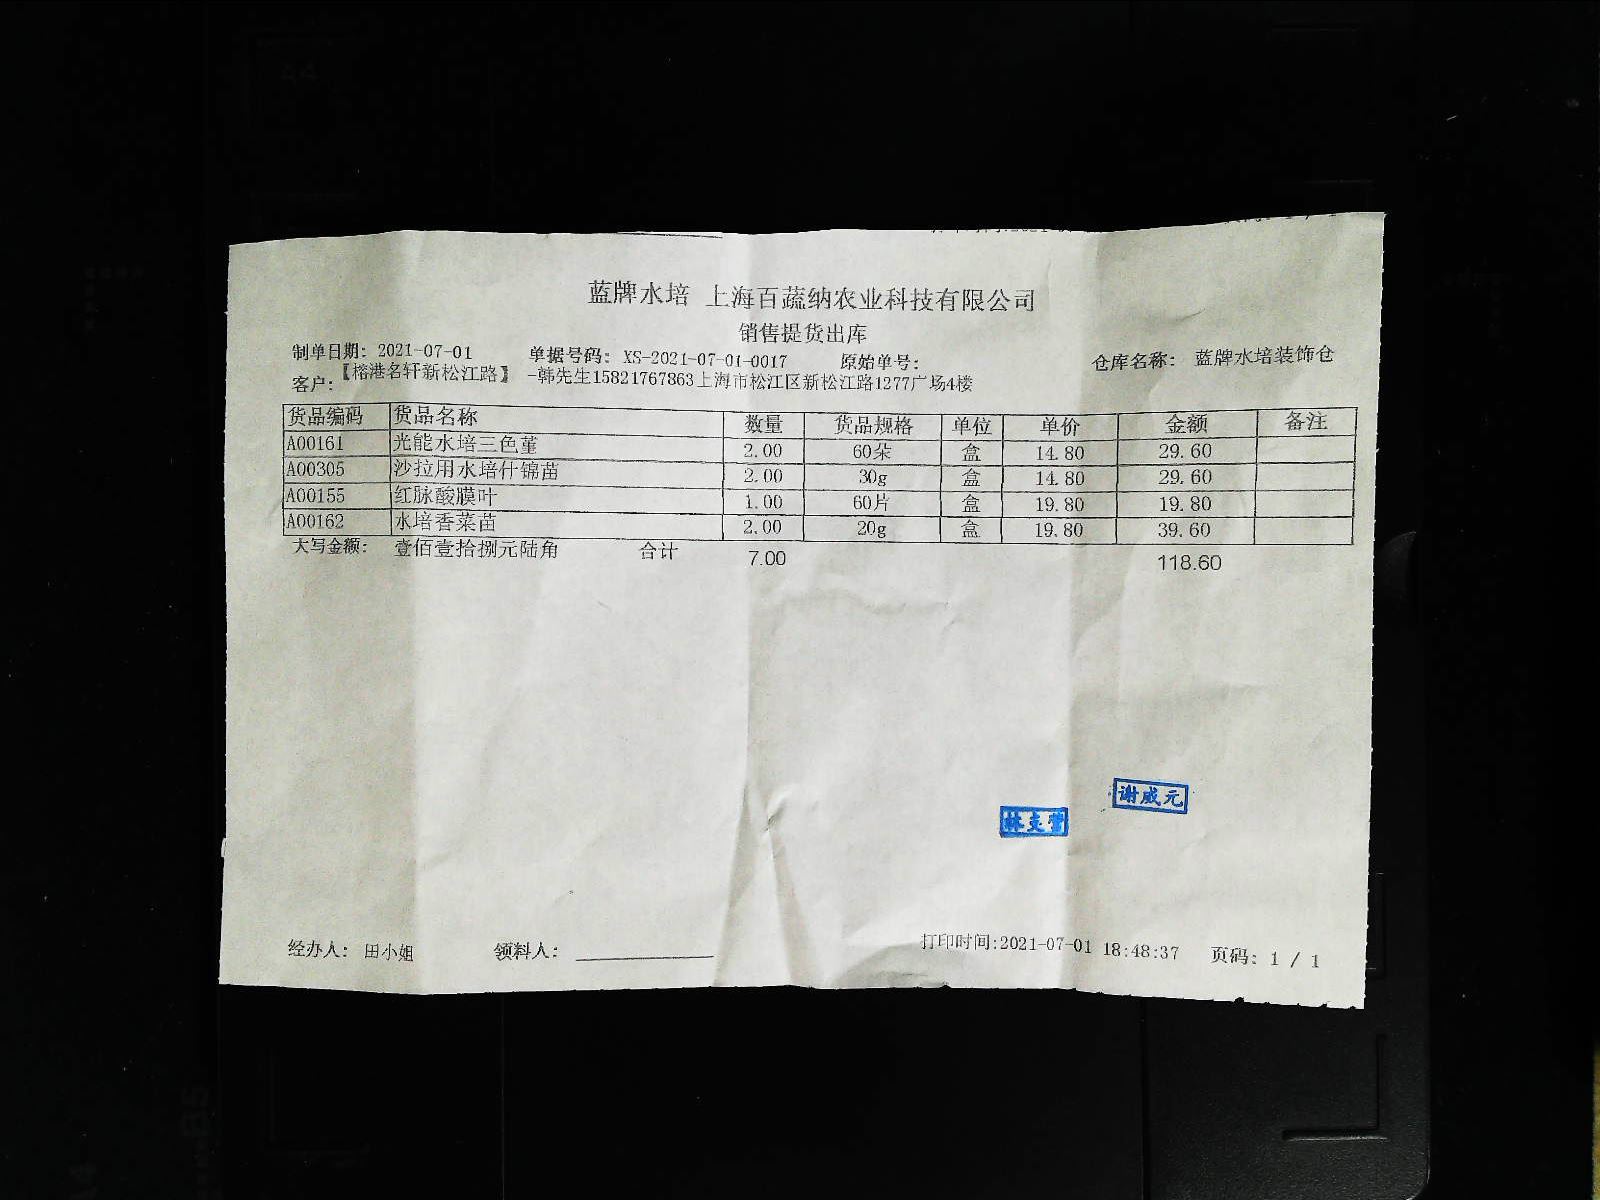 蓝牌水培 上海百蔬纳农业科技有限公司
销售提货出库
制单日期: 2021-07-01 单据号码: XS-2021-07-01-0017 原始单号: 仓库名称: 蓝牌水培装饰仓
客户: 【榕港名轩新松江路】 -韩先生15821767863上海市松江区新松江路1277广场4楼
货品编码 货品名称 数量 货品规格 单位 单价 金额 备注
A00161 光能水培三色堇 2.00 60朵 盒 14.80 29.60
A00305 沙拉用水培什锦苗 2.00 30g 盒 14.80 29.60
A00155 红脉酸膜叶 1.00 60片 盒 19.80 19.80
A00162 水培香菜苗 2.00 20g 盒 19.80 39.60
大写金额: 壹佰壹拾捌元陆角 合计 7.00 118.60
谢威元
经办人: 田小姐 领料人: 打印时间:2021-07-01 18:48:37 页码: 1 / 1